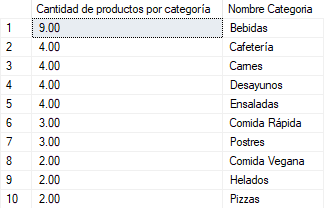 Cantidad de productos por categoría Nombre Categoria
1 9.00 Bebidas
2 4.00 Cafetería
3 4.00 Carnes
4 4.00 Desayunos
5 4.00 Ensaladas
6 3.00 Comida Rápida
7 3.00 Postres
8 2.00 Comida Vegana
9 2.00 Helados
10 2.00 Pizzas